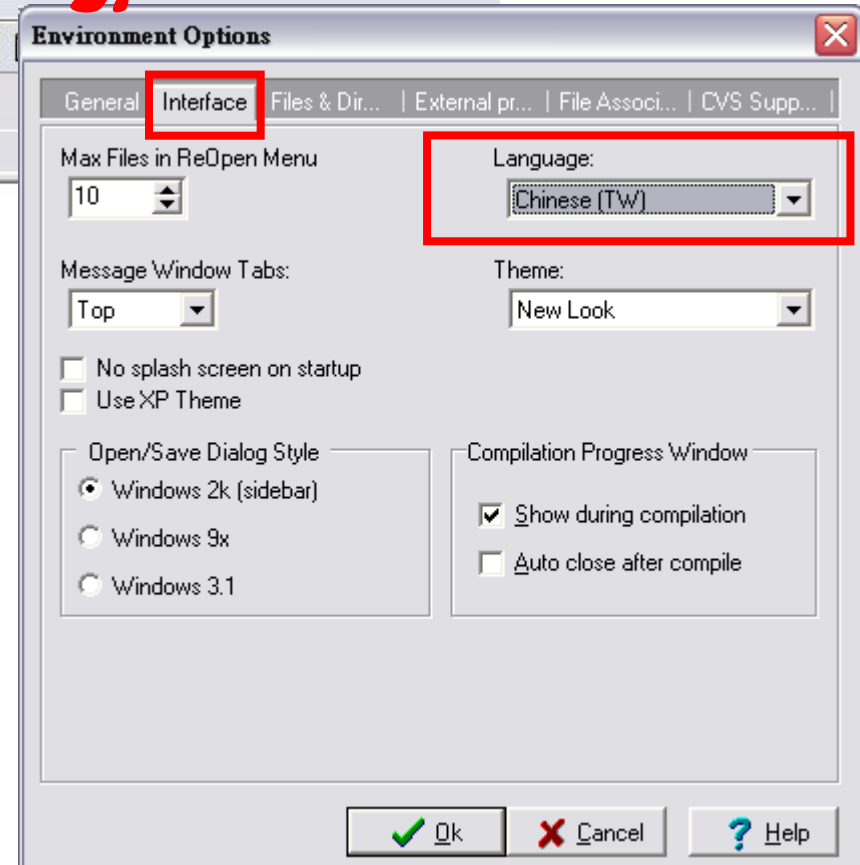 Environment Options
General Interface Files & Dir... External pr... File Associ... CVS Supp...
Max Files in ReOpen Menu
Language:
10
Chinese (TW)
Message Window Tabs:
Theme:
Top
New Look
No splash screen on startup
Use XP Theme
Open/Save Dialog Style
Compilation Progress Window
Windows 2k (sidebar)
Show during compilation
Windows 9x
Auto close after compile
Windows 3.1
Ok
Cancel
Help